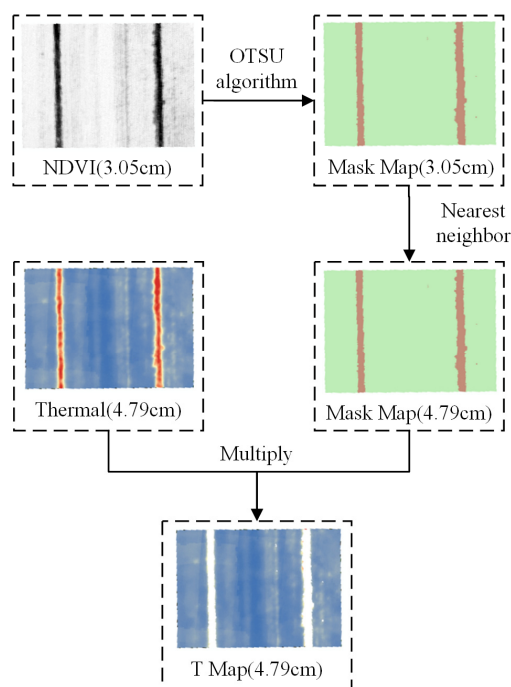 OTSU
algorithm
NDVI(3.05cm)
Mask Map(3.05cm)
Nearest
neighbor
Thermal(4.79cm)
Mask Map(4.79cm)
Multiply
T Map(4.79cm)